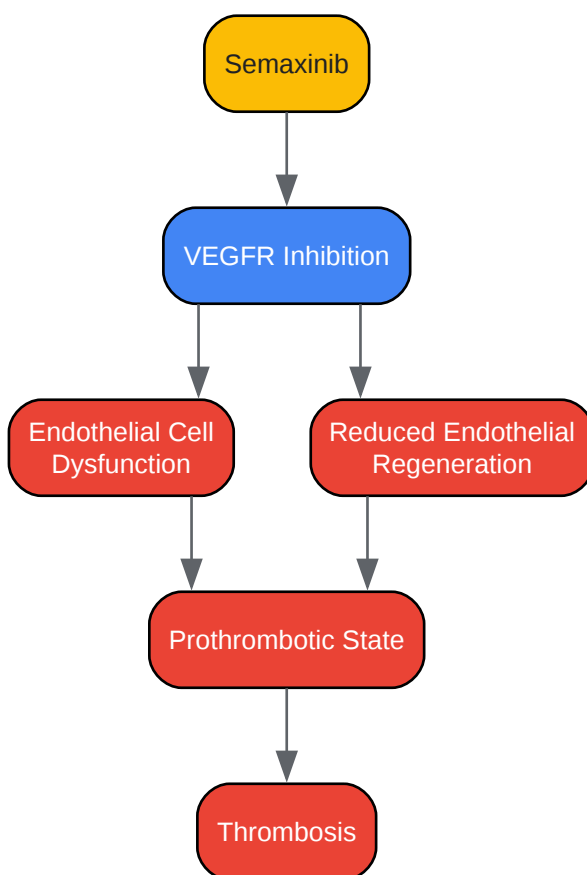 Semaxinib
VEGFR Inhibition
Endothelial Cell
Dysfunction
Reduced Endothelial
Regeneration
Prothrombotic State
Thrombosis